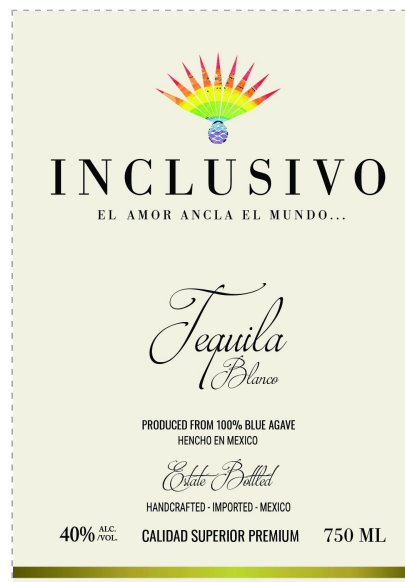 INCLUSIVO
EL AMOR ANCLA EL MUNDO...
Tequila
Blanco
PRODUCED FROM 100% BLUE AGAVE
HENCHO EN MEXICO
Estate Bottled
HANDCRAFTED - IMPORTED - MEXICO
40% ALC. /VOL. CALIDAD SUPERIOR PREMIUM 750 ML